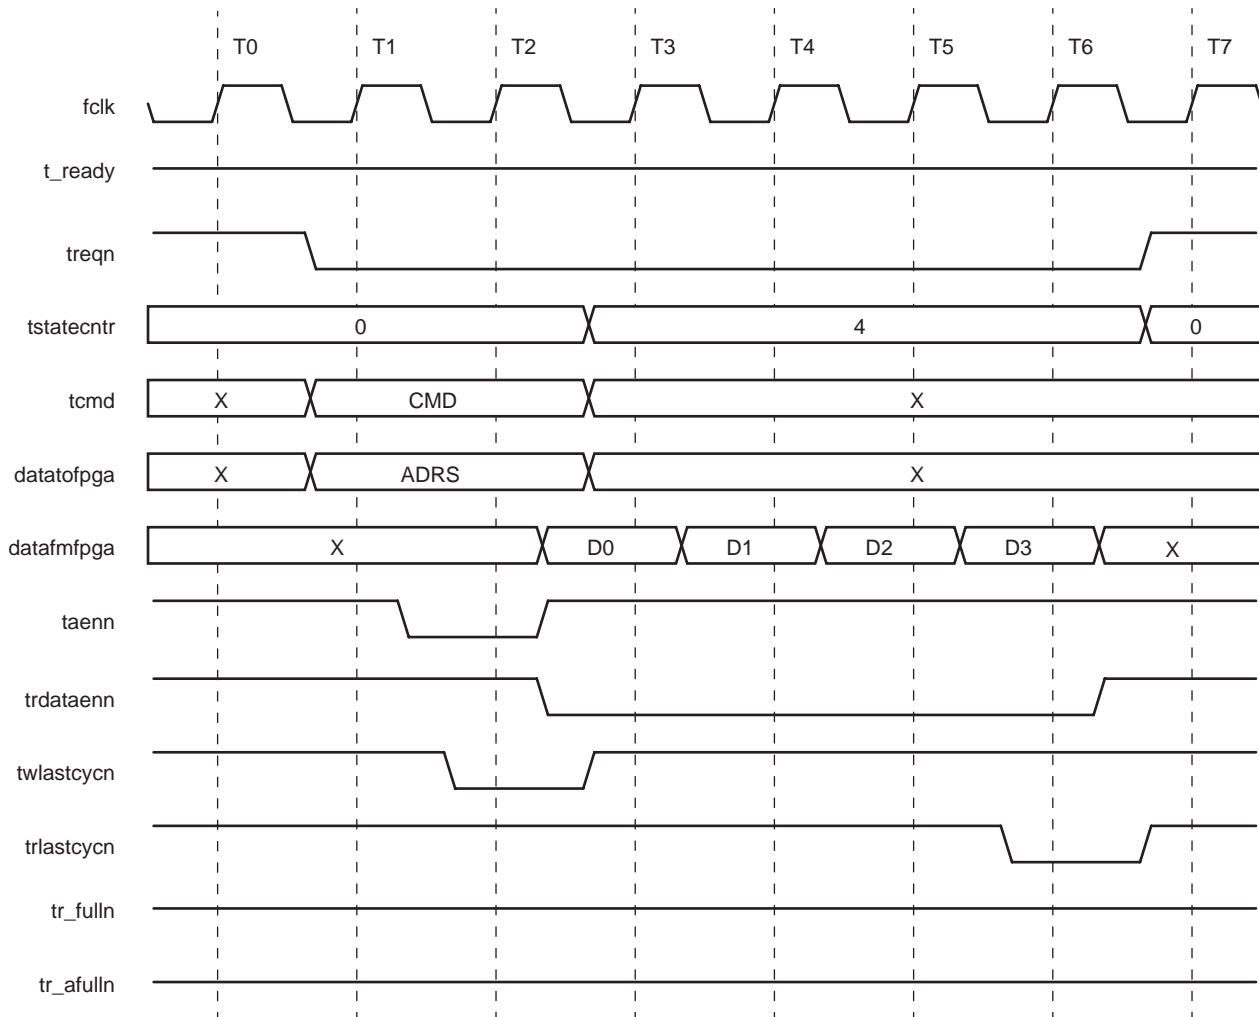 T0 T1 T2 T3 T4 T5 T6 T7
fclk
t_ready
treqn
tstatecntr 0 4 0
tcmd X CMD X
datatofpga X ADRS X
datafmfpga X D0 D1 D2 D3 X
taenn
trdataenn
twlastcycn
trlastcycn
tr_fulln
tr_afulln